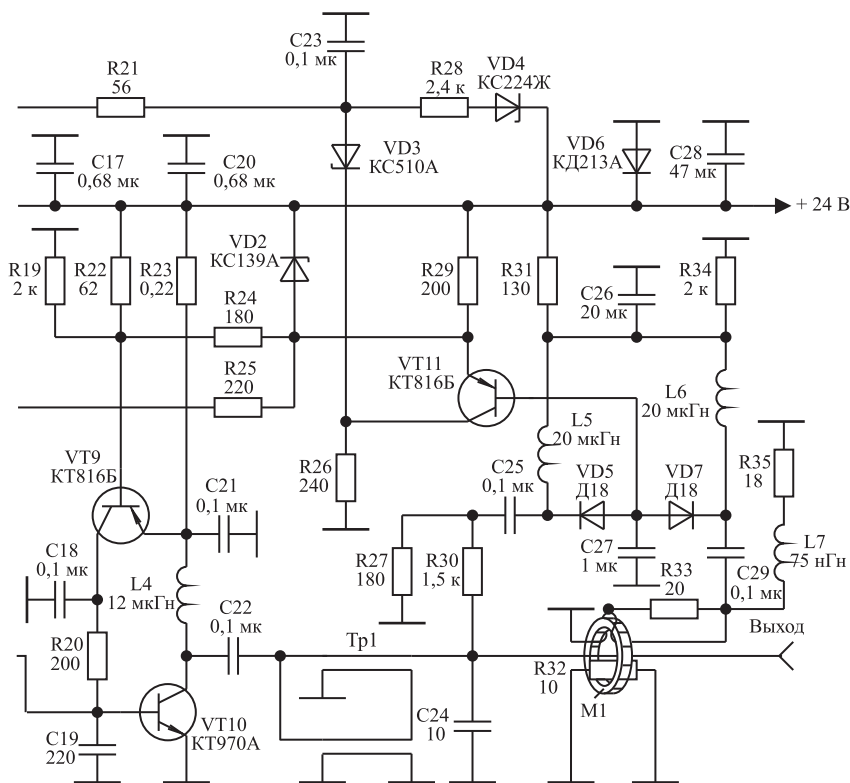 C23
0,1 мк
R21
56
R28
2,4 к
VD4
КС224Ж
C17
0,68 мк
C20
0,68 мк
VD3
КС510А
VD6
КД213А
C28
47 мк
+ 24 В
R19
2 к
R22
62
R23
0,22
VD2
КС139А
R24
180
R29
200
R31
130
C26
20 мк
R34
2 к
R25
220
VT11
КТ816Б
L6
20 мкГн
L5
20 мкГн
VT9
КТ816Б
C21
0,1 мк
R26
240
C25
0,1 мк
VD5
Д18
VD7
Д18
R35
18
C18
0,1 мк
L4
12 мкГн
R27
180
R30
1,5 к
C27
1 мк
R33
20
C29
0,1 мк
L7
75 нГн
C22
0,1 мк
R20
200
Тр1
Выход
R32
10
М1
C19
220
VT10
КТ970А
C24
10